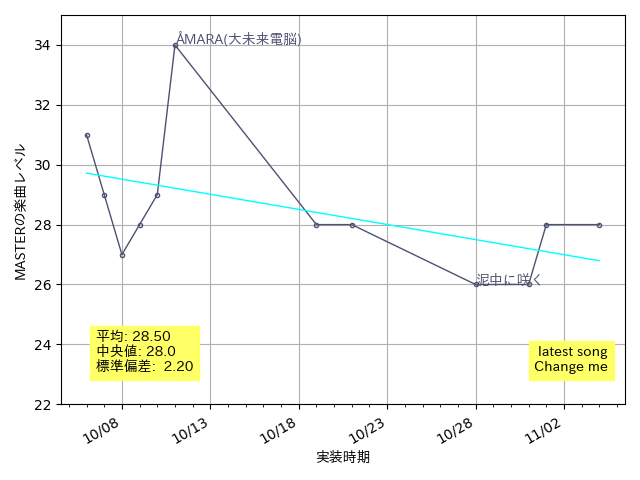 34
32
30
28
26
24
22
MASTERの楽曲レベル
ÅMARA(大未来電脳)
泥中に咲く
平均: 28.50
中央値: 28.0
標準偏差: 2.20
latest song
Change me
10/08
10/13
10/18
10/23
10/28
11/02
実装時期